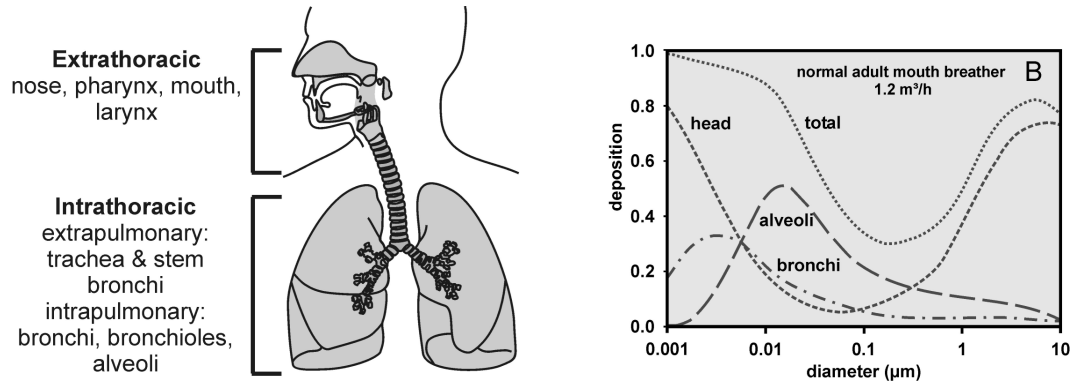 Extrathoracic
nose, pharynx, mouth,
larynx
Intrathoracic
extrapulmonary:
trachea & stem
bronchi
intrapulmonary:
bronchi, bronchioles,
alveoli
B
normal adult mouth breather
1.2 m³/h
head
total
alveoli
bronchi
deposition
1.0
0.8
0.6
0.4
0.2
0.0
0.001
0.01
0.1
1
10
diameter (µm)